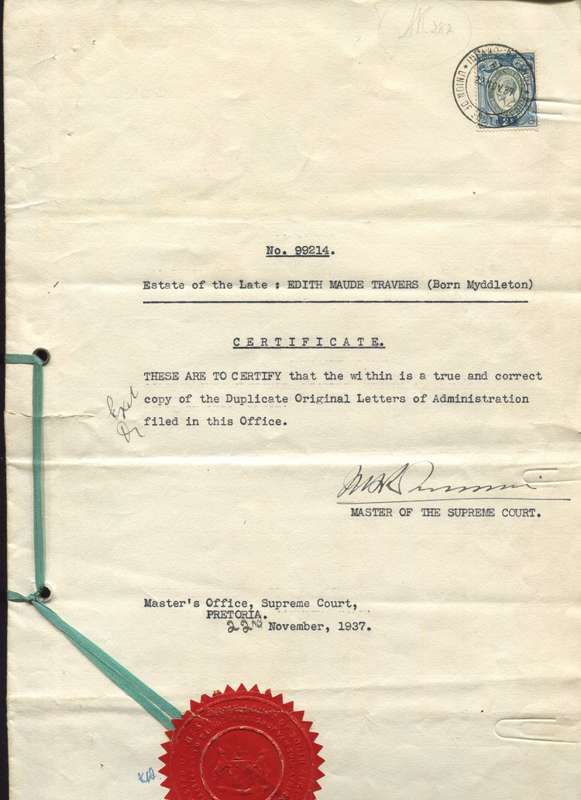 No. 99214.
Estate of the Late : EDITH MAUDE TRAVERS (Born Myddleton)
CERTIFICATE.
THESE ARE TO CERTIFY that the within is a true and correct
copy of the Duplicate Original Letters of Administration
filed in this Office.
MASTER OF THE SUPREME COURT.
Master's Office, Supreme Court,
PRETORIA.
22nd November, 1937.